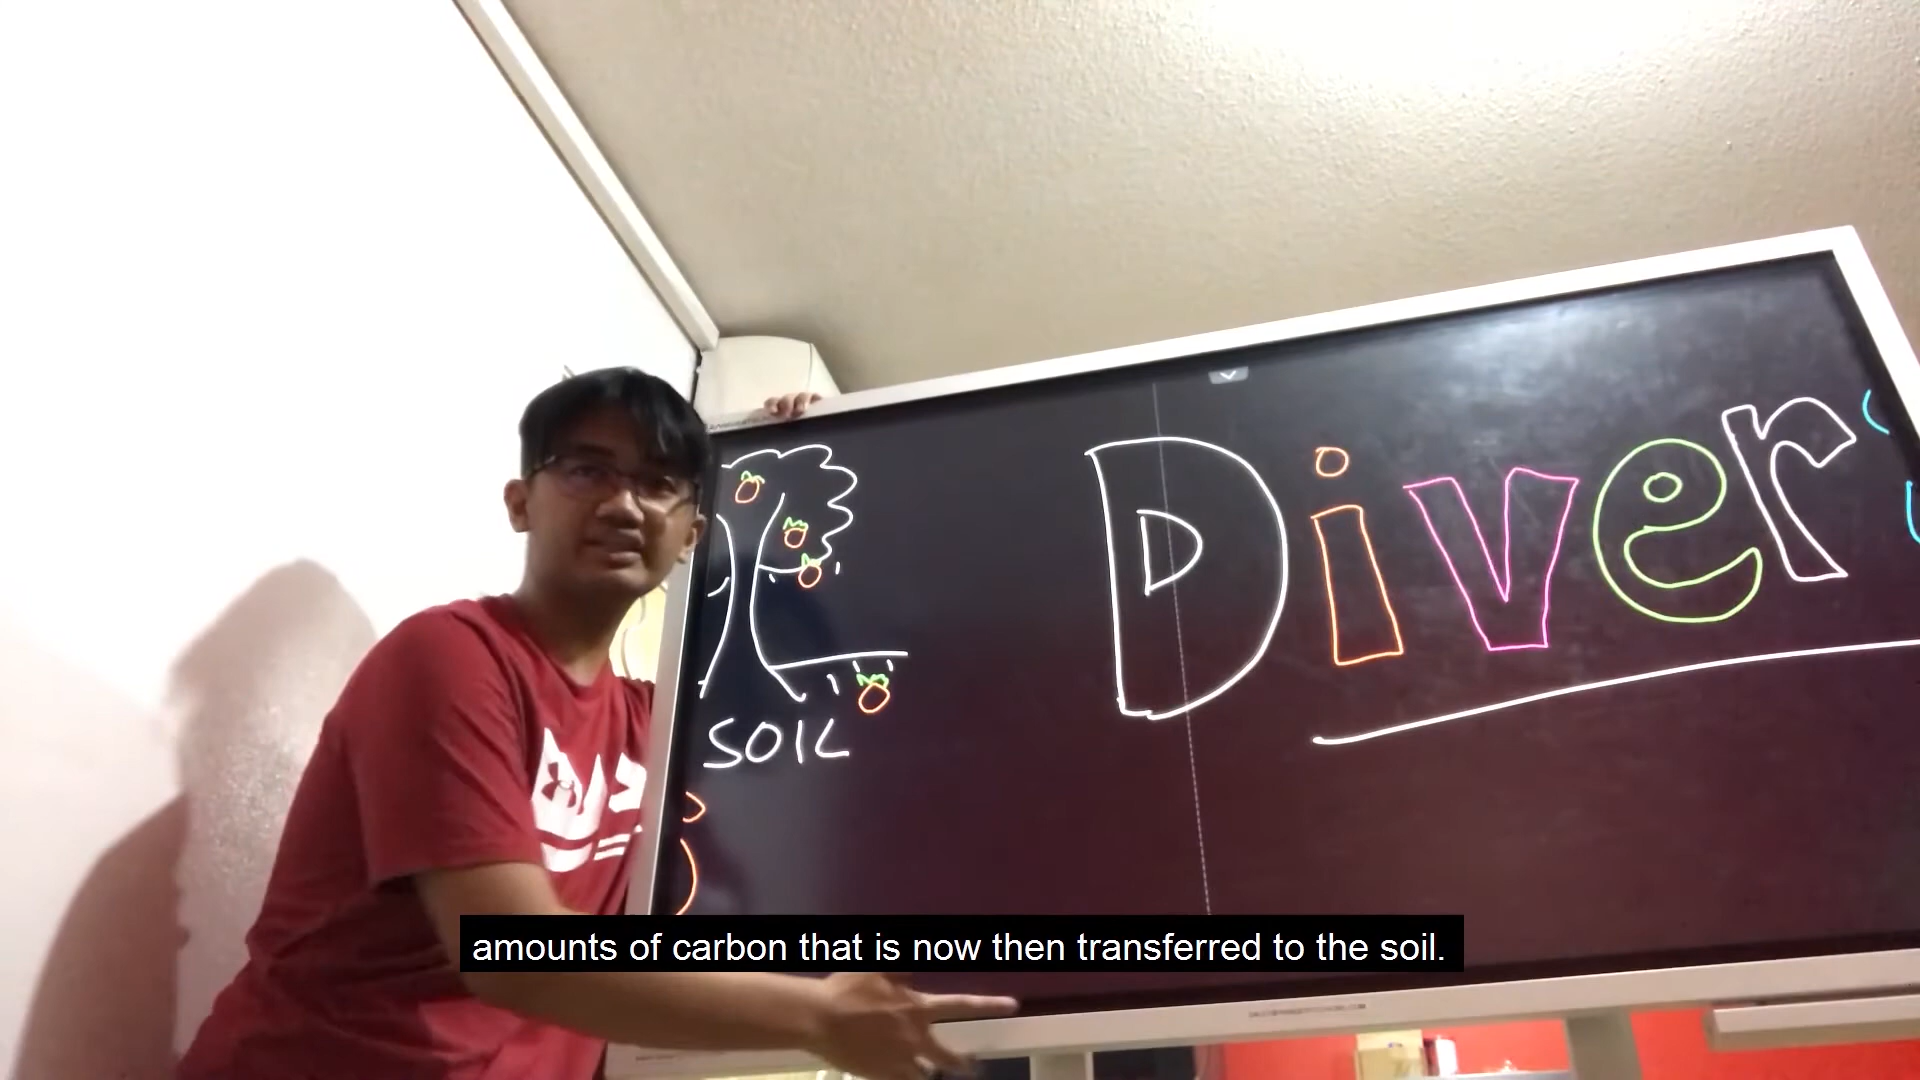 Diver
SOIL
amounts of carbon that is now then transferred to the soil.